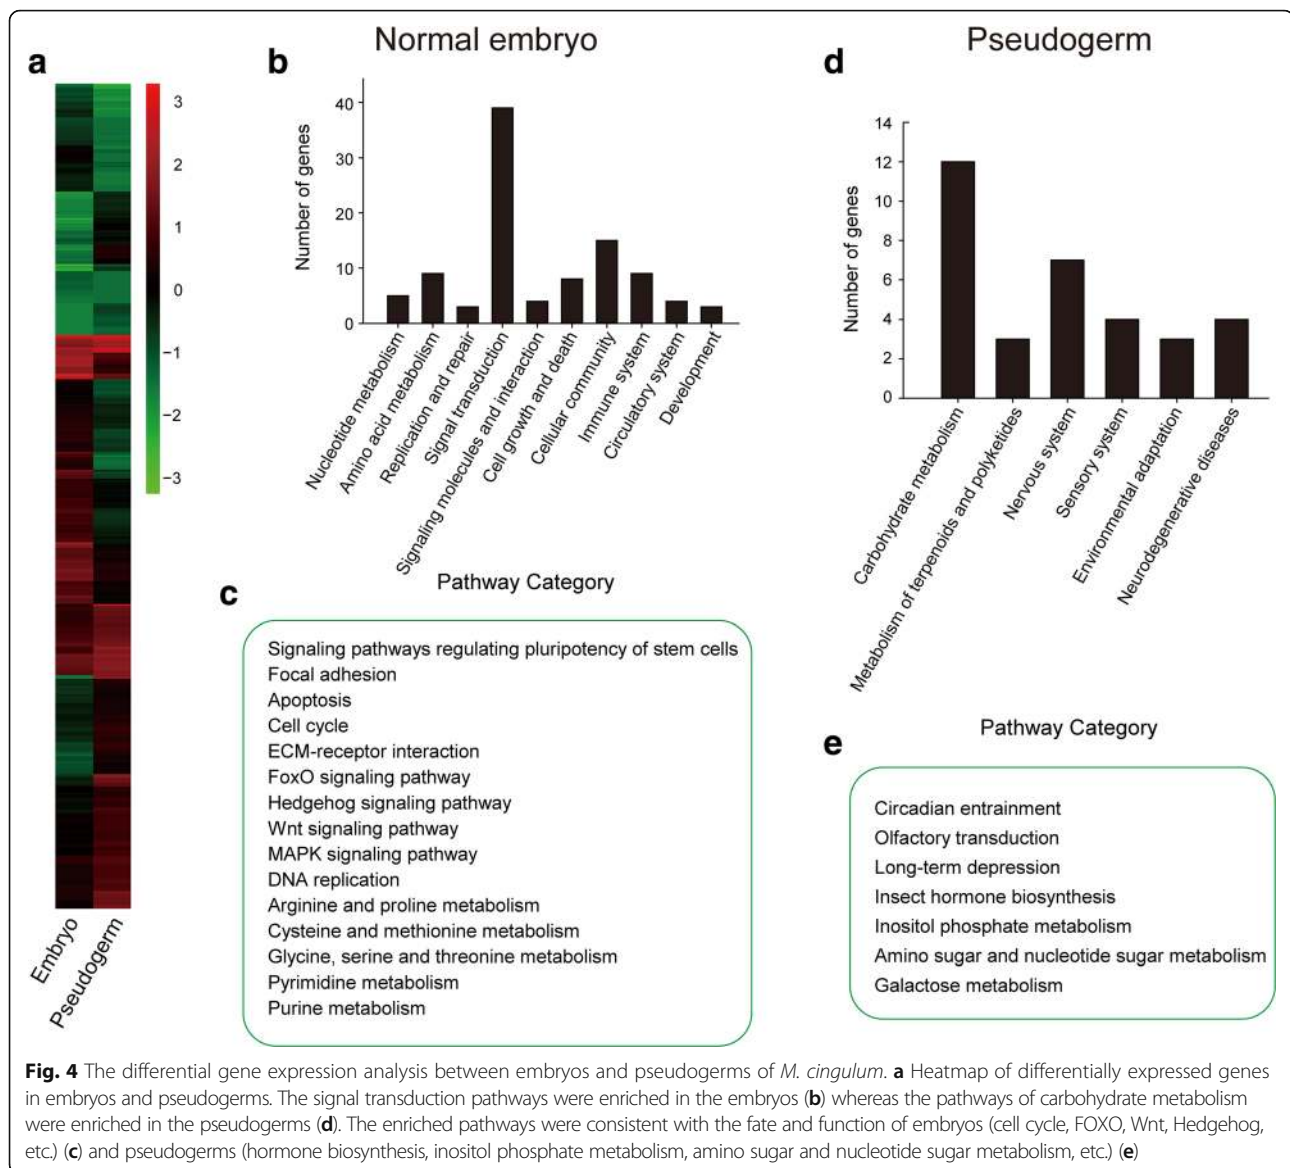 Normal embryo
Pseudogerm
a
b
d
3
2
1
0
−1
−2
−3
Embryo
Pseudogerm
Number of genes
40
30
20
10
0
Nucleotide metabolism
Amino acid metabolism
Replication and repair
Signal transduction
Signaling molecules and interaction
Cell growth and death
Cellular community
Immune system
Circulatory system
Development
Pathway Category
Number of genes
14
12
10
8
6
4
2
0
Carbohydrate metabolism
Metabolism of terpenoids and polyketides
Nervous system
Sensory system
Environmental adaptation
Neurodegenerative diseases
Pathway Category
c
Signaling pathways regulating pluripotency of stem cells
Focal adhesion
Apoptosis
Cell cycle
ECM-receptor interaction
FoxO signaling pathway
Hedgehog signaling pathway
Wnt signaling pathway
MAPK signaling pathway
DNA replication
Arginine and proline metabolism
Cysteine and methionine metabolism
Glycine, serine and threonine metabolism
Pyrimidine metabolism
Purine metabolism
e
Circadian entrainment
Olfactory transduction
Long-term depression
Insect hormone biosynthesis
Inositol phosphate metabolism
Amino sugar and nucleotide sugar metabolism
Galactose metabolism
Fig. 4 The differential gene expression analysis between embryos and pseudogerms of M. cingulum. a Heatmap of differentially expressed genes
in embryos and pseudogerms. The signal transduction pathways were enriched in the embryos (b) whereas the pathways of carbohydrate metabolism
were enriched in the pseudogerms (d). The enriched pathways were consistent with the fate and function of embryos (cell cycle, FOXO, Wnt, Hedgehog,
etc.) (c) and pseudogerms (hormone biosynthesis, inositol phosphate metabolism, amino sugar and nucleotide sugar metabolism, etc.) (e)